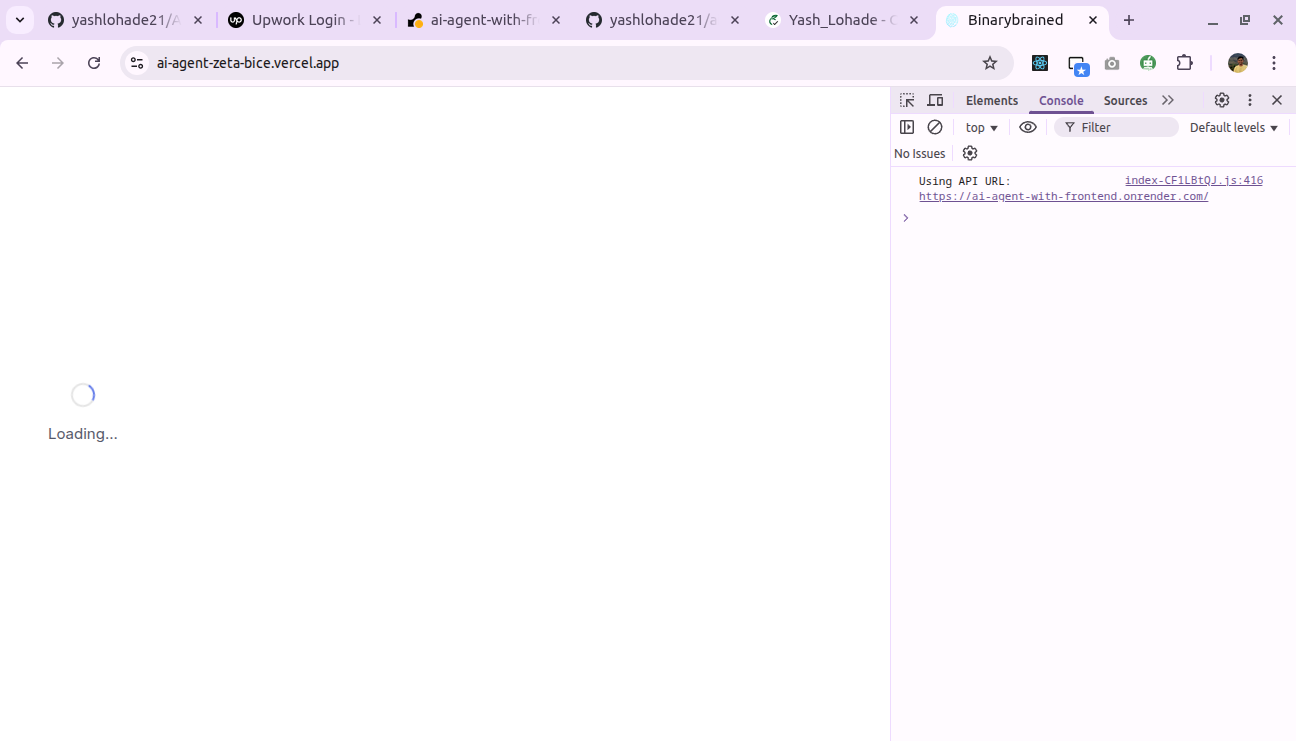 yashlohade21/A
Upwork Login -
ai-agent-with-fr
yashlohade21/a
Yash_Lohade - C
Binarybrained
ai-agent-zeta-bice.vercel.app
Elements Console Sources
top Filter Default levels
No Issues
Using API URL: index-CF1LBtQJ.js:416
https://ai-agent-with-frontend.onrender.com/
Loading...